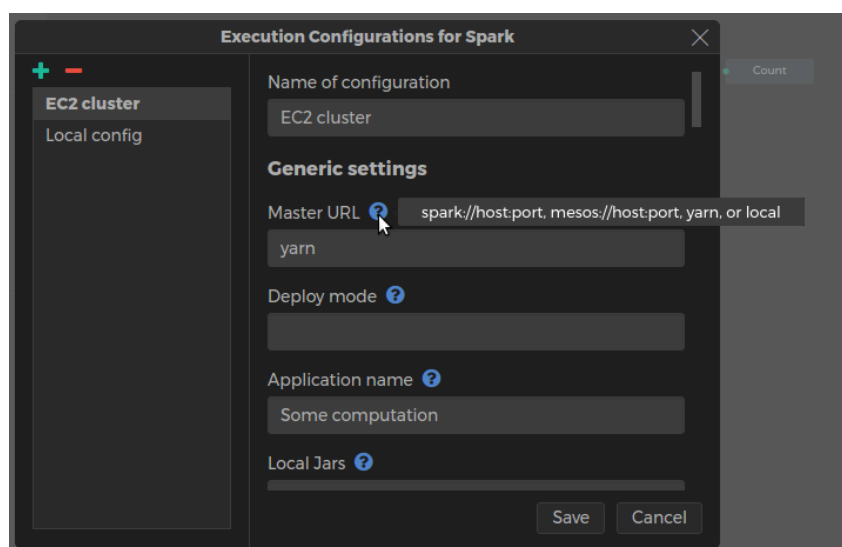 Execution Configurations for Spark
Count
EC2 cluster
Local config
Name of configuration
EC2 cluster
Generic settings
Master URL
spark://host:port, mesos://host:port, yarn, or local
yarn
Deploy mode
Application name
Some computation
Local Jars
Save Cancel